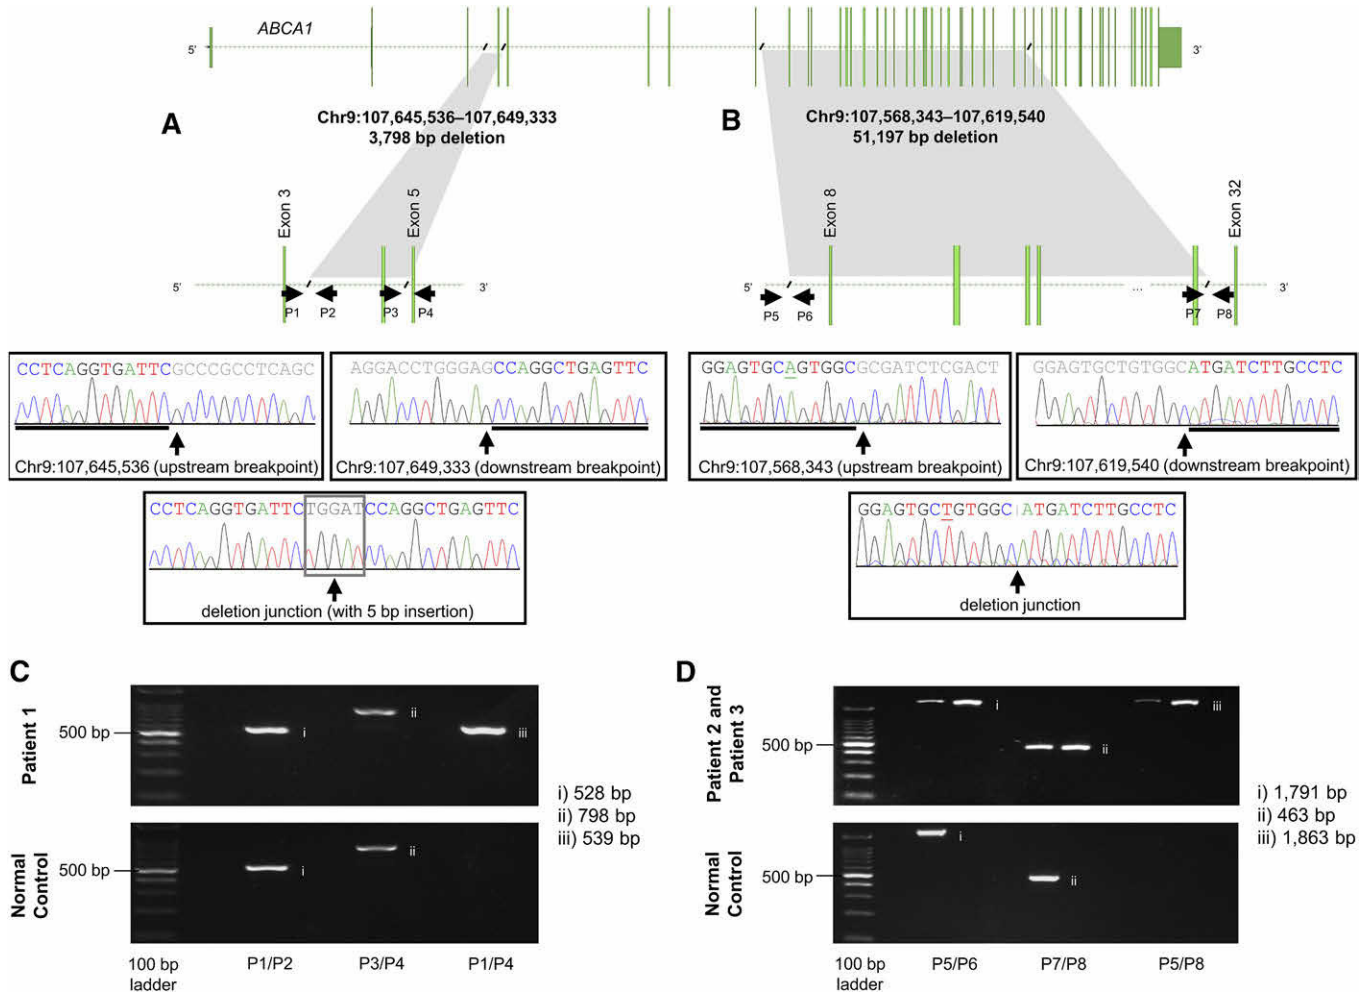 ABCA1
5'
3'
A
Chr9:107,645,536–107,649,333
3,798 bp deletion
B
Chr9:107,568,343–107,619,540
51,197 bp deletion
Exon 3
Exon 5
Exon 8
Exon 32
5'
3'
P1
P2
P3
P4
5'
...
3'
P5
P6
P7
P8
CCTCAGGTGATTCGCCCGCCTCAGC
Chr9:107,645,536 (upstream breakpoint)
AGGACCTGGGAGCCAGGCTGAGTTC
Chr9:107,649,333 (downstream breakpoint)
GGAGTGCAGTGGCGCGATCTCGACT
Chr9:107,568,343 (upstream breakpoint)
GGAGTGCTGTGGCATGATCTTGCCTC
Chr9:107,619,540 (downstream breakpoint)
CCTCAGGTGATTCTGGATCCAGGCTGAGTTC
deletion junction (with 5 bp insertion)
GGAGTGCTGTGGCATGATCTTGCCTC
deletion junction
C
Patient 1
500 bp
i
ii
iii
Normal
Control
500 bp
i
ii
i) 528 bp
ii) 798 bp
iii) 539 bp
100 bp
ladder
P1/P2
P3/P4
P1/P4
D
Patient 2 and
Patient 3
500 bp
i
ii
iii
Normal
Control
500 bp
i
ii
i) 1,791 bp
ii) 463 bp
iii) 1,863 bp
100 bp
ladder
P5/P6
P7/P8
P5/P8